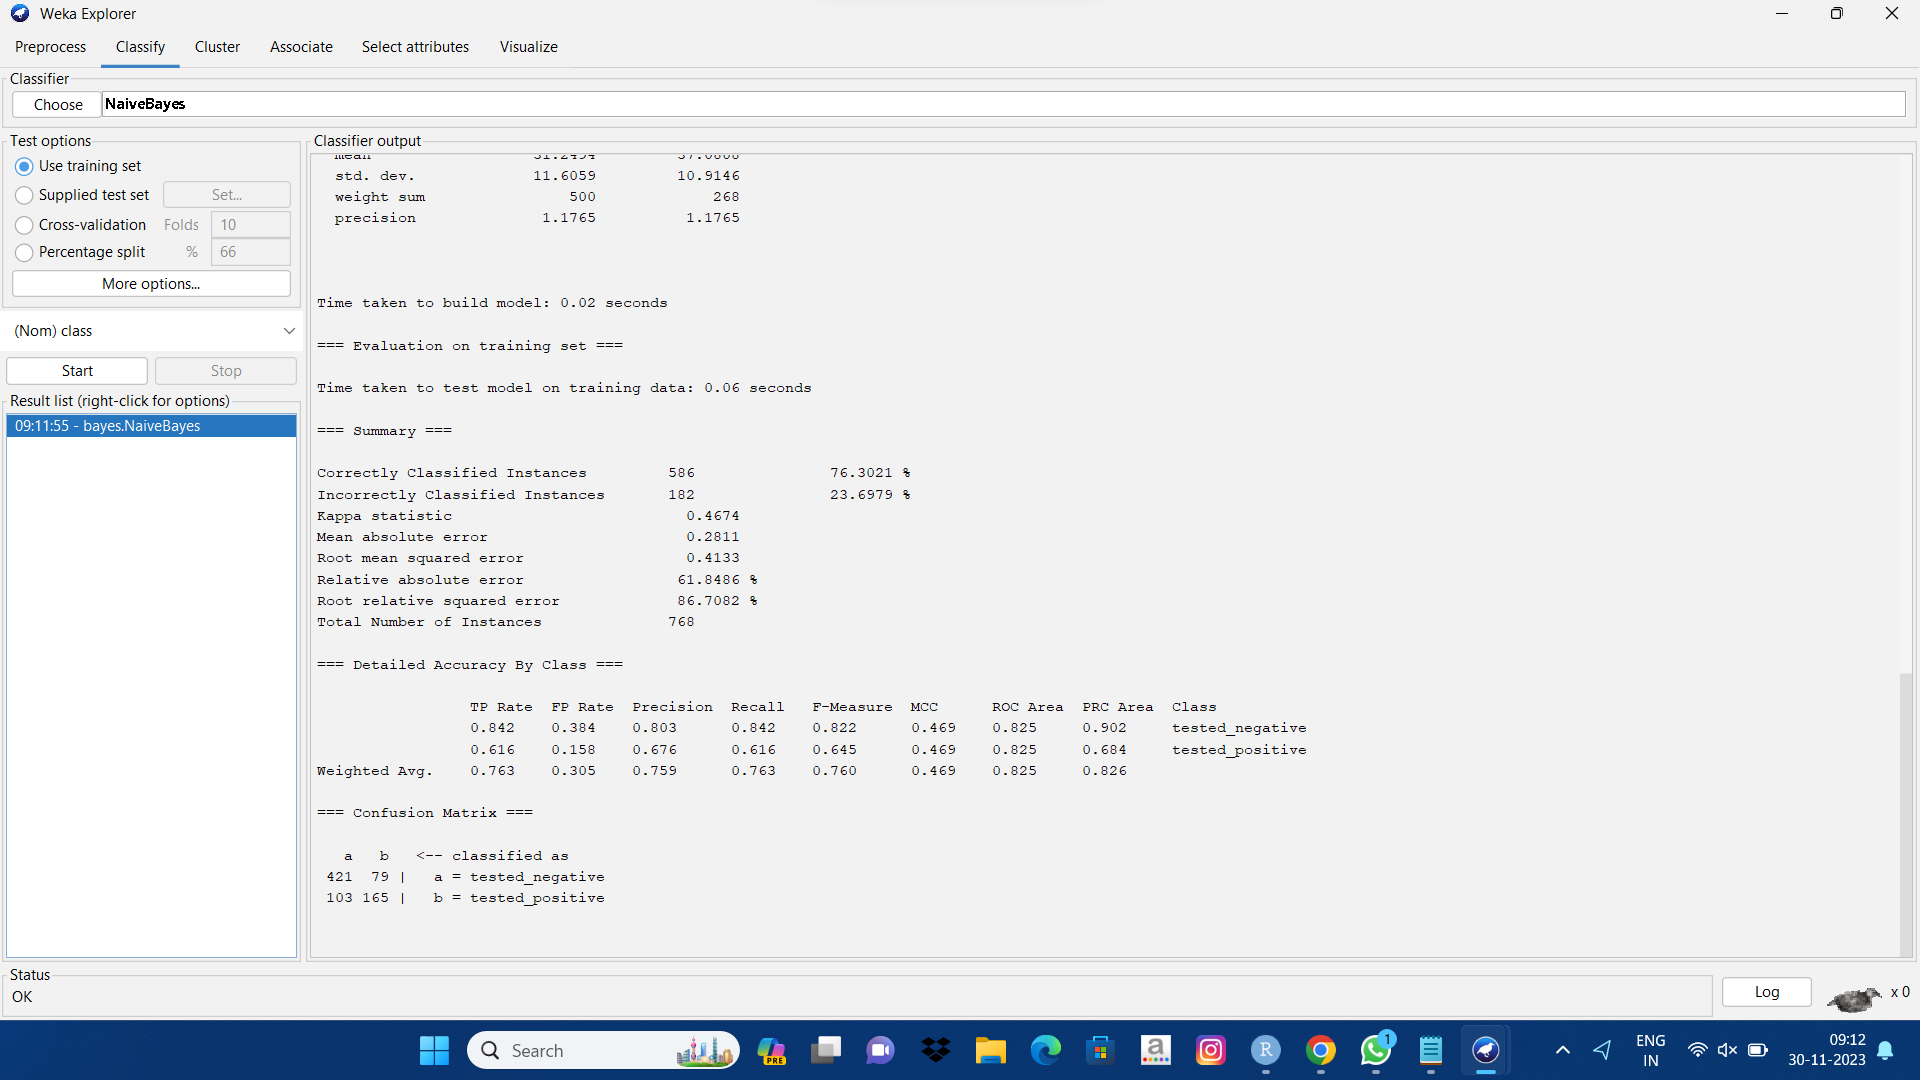 Weka Explorer
Preprocess Classify Cluster Associate Select attributes Visualize
Classifier
Choose NaiveBayes
Test options
Use training set
Supplied test set Set...
Cross-validation Folds 10
Percentage split % 66
More options...
(Nom) class
Start Stop
Result list (right-click for options)
09:11:55 - bayes.NaiveBayes
Classifier output
mean
std. dev. 11.6059 10.9146
weight sum 500 268
precision 1.1765 1.1765
Time taken to build model: 0.02 seconds
=== Evaluation on training set ===
Time taken to test model on training data: 0.06 seconds
=== Summary ===
Correctly Classified Instances 586 76.3021 %
Incorrectly Classified Instances 182 23.6979 %
Kappa statistic 0.4674
Mean absolute error 0.2811
Root mean squared error 0.4133
Relative absolute error 61.8486 %
Root relative squared error 86.7082 %
Total Number of Instances 768
=== Detailed Accuracy By Class ===
TP Rate FP Rate Precision Recall F-Measure MCC ROC Area PRC Area Class
0.842 0.384 0.803 0.842 0.822 0.469 0.825 0.902 tested_negative
0.616 0.158 0.676 0.616 0.645 0.469 0.825 0.684 tested_positive
Weighted Avg. 0.763 0.305 0.759 0.763 0.760 0.469 0.825 0.826
=== Confusion Matrix ===
a b <-- classified as
421 79 | a = tested_negative
103 165 | b = tested_positive
Status
OK
Log
x 0
Search
PRE
a
R
1
ENG
IN
09:12
30-11-2023